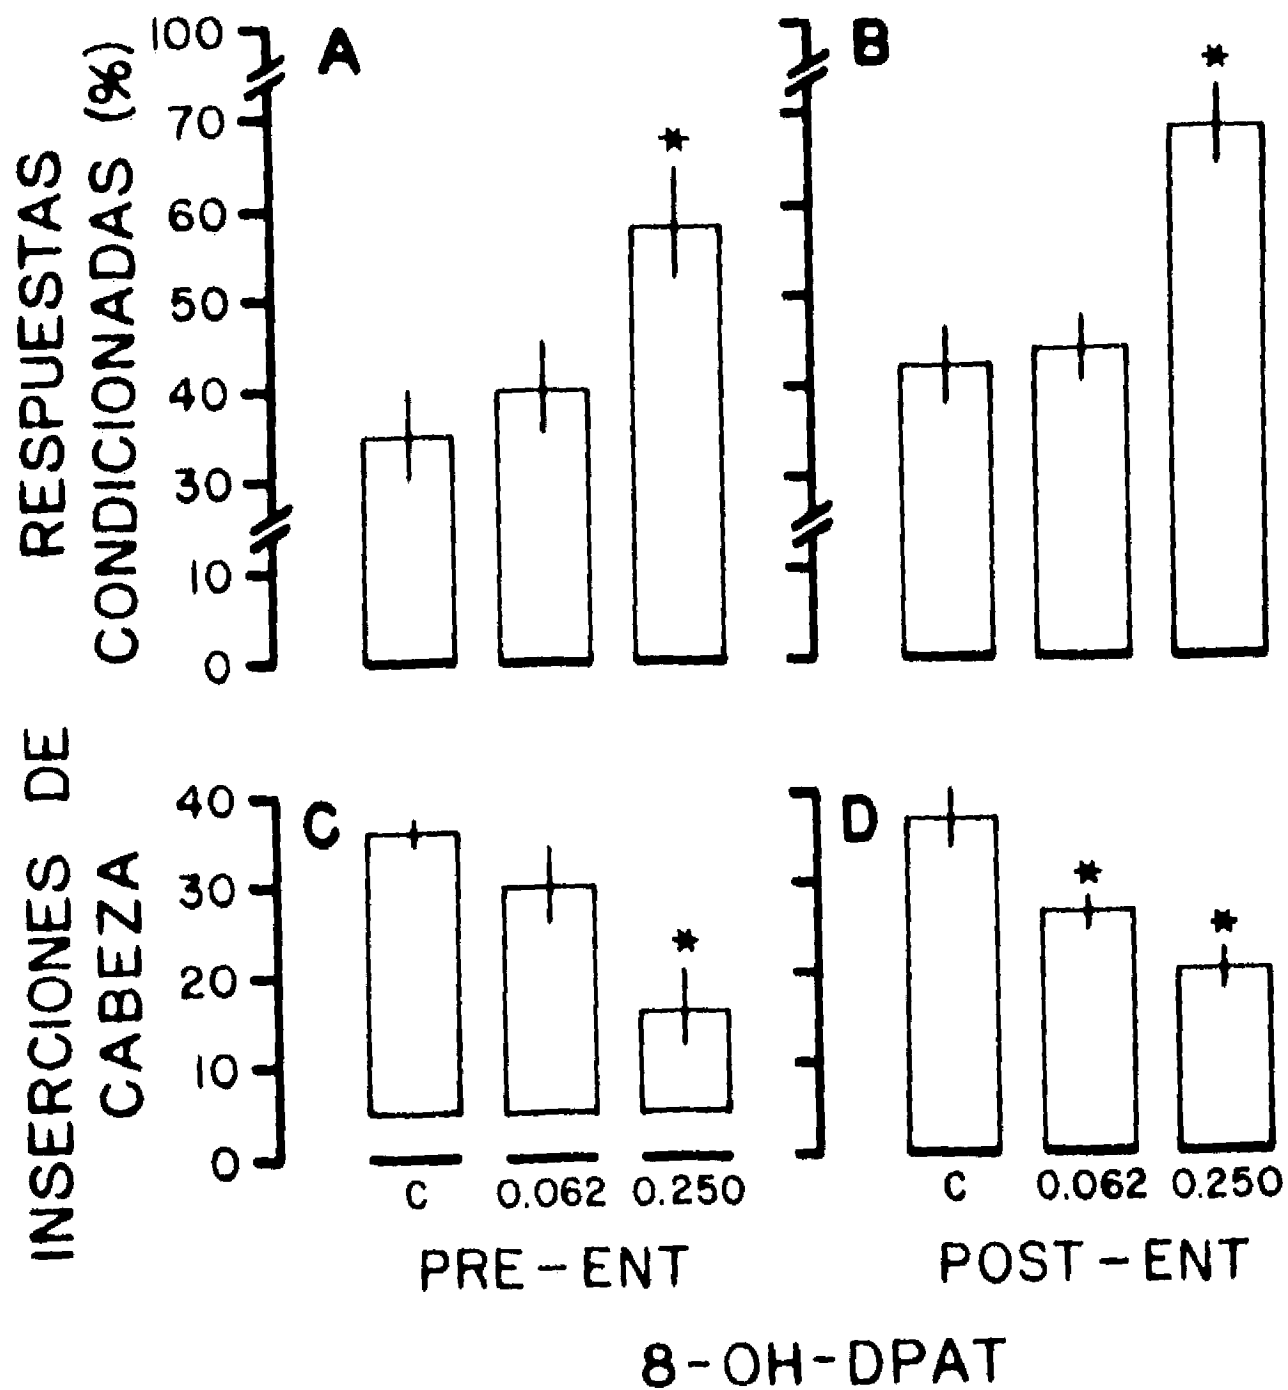 RESPUESTAS
CONDICIONADAS (%)
100
70
60
50
40
30
10
0
A
*
B
*
INSERCIONES DE
CABEZA
40
30
20
10
0
C
*
D
*
*
C 0.062 0.250
C 0.062 0.250
PRE-ENT
POST-ENT
8-OH-DPAT